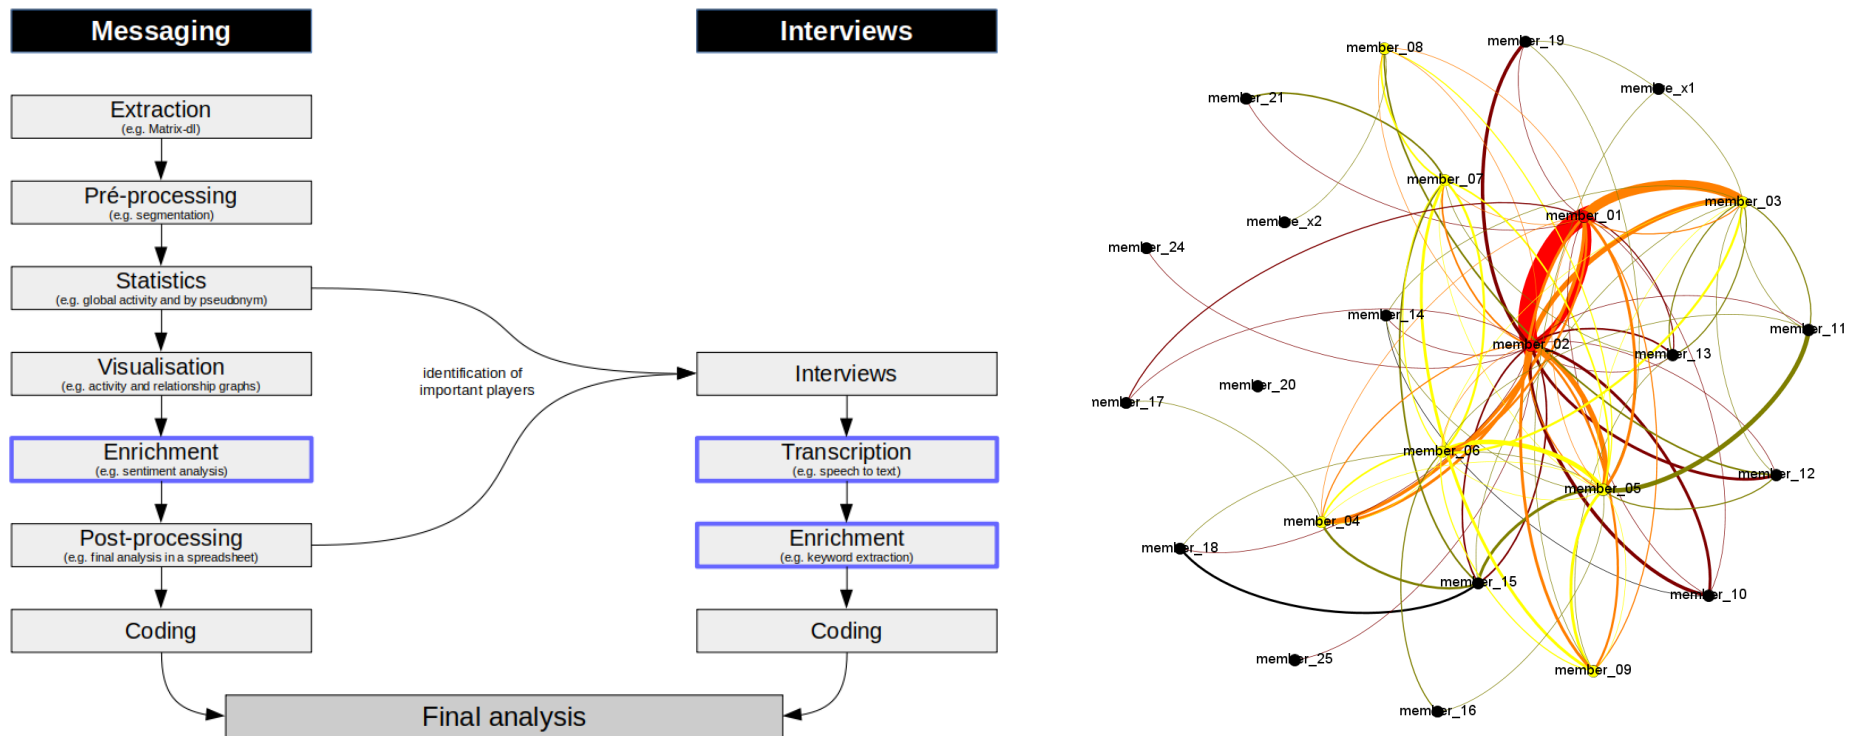 Messaging
Extraction
(e.g. Matrix-dl)
Pré-processing
(e.g. segmentation)
Statistics
(e.g. global activity and by pseudonym)
Visualisation
(e.g. activity and relationship graphs)
Enrichment
(e.g. sentiment analysis)
Post-processing
(e.g. final analysis in a spreadsheet)
Coding
identification of
important players
Interviews
Interviews
Transcription
(e.g. speech to text)
Enrichment
(e.g. keyword extraction)
Coding
Final analysis
member_08
member_19
membe_x1
member_21
member_07
member_03
member_01
membe_x2
member_24
member_14
member_11
member_02
member_13
member_20
member_17
member_06
member_12
member_05
member_04
member_18
member_15
member_10
member_25
member_09
member_16